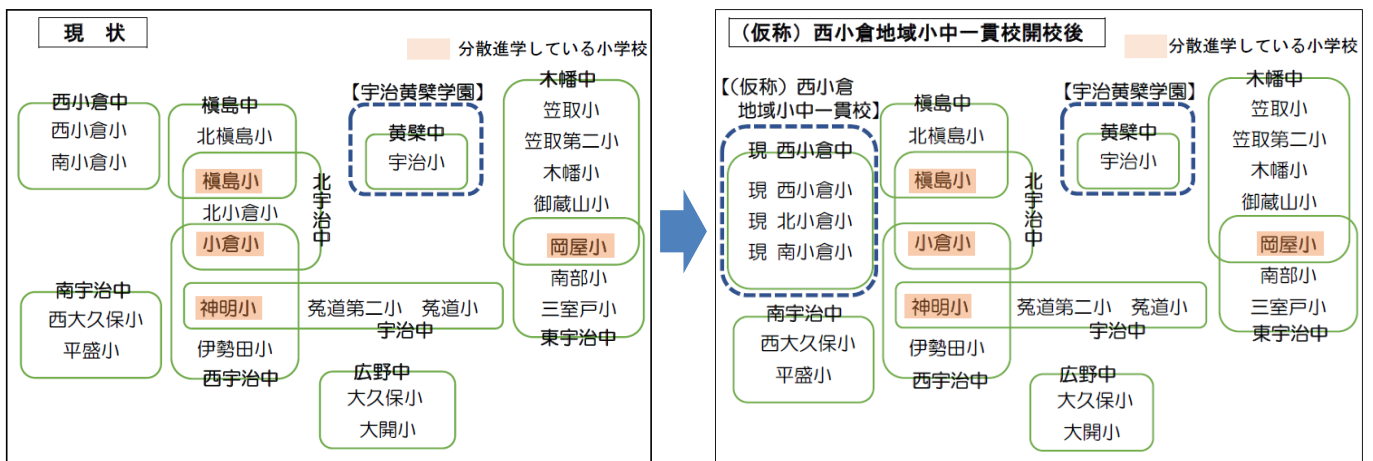 現 状
分散進学している小学校
西小倉中
西小倉小
南小倉小
槇島中
北槇島小
槇島小
北小倉小
小倉小
北宇治中
【宇治黄檗学園】
黄檗中
宇治小
木幡中
笠取小
笠取第二小
木幡小
御蔵山小
岡屋小
南部小
三室戸小
東宇治中
南宇治中
西大久保小
平盛小
神明小 菟道第二小 菟道小
宇治中
伊勢田小
西宇治中
広野中
大久保小
大開小
(仮称)西小倉地域小中一貫校開校後
分散進学している小学校
【(仮称)西小倉
地域小中一貫校】
現 西小倉中
現 西小倉小
現 北小倉小
現 南小倉小
槇島中
北槇島小
槇島小
小倉小
北宇治中
【宇治黄檗学園】
黄檗中
宇治小
木幡中
笠取小
笠取第二小
木幡小
御蔵山小
岡屋小
南部小
三室戸小
東宇治中
南宇治中
西大久保小
平盛小
神明小 菟道第二小 菟道小
宇治中
伊勢田小
西宇治中
広野中
大久保小
大開小